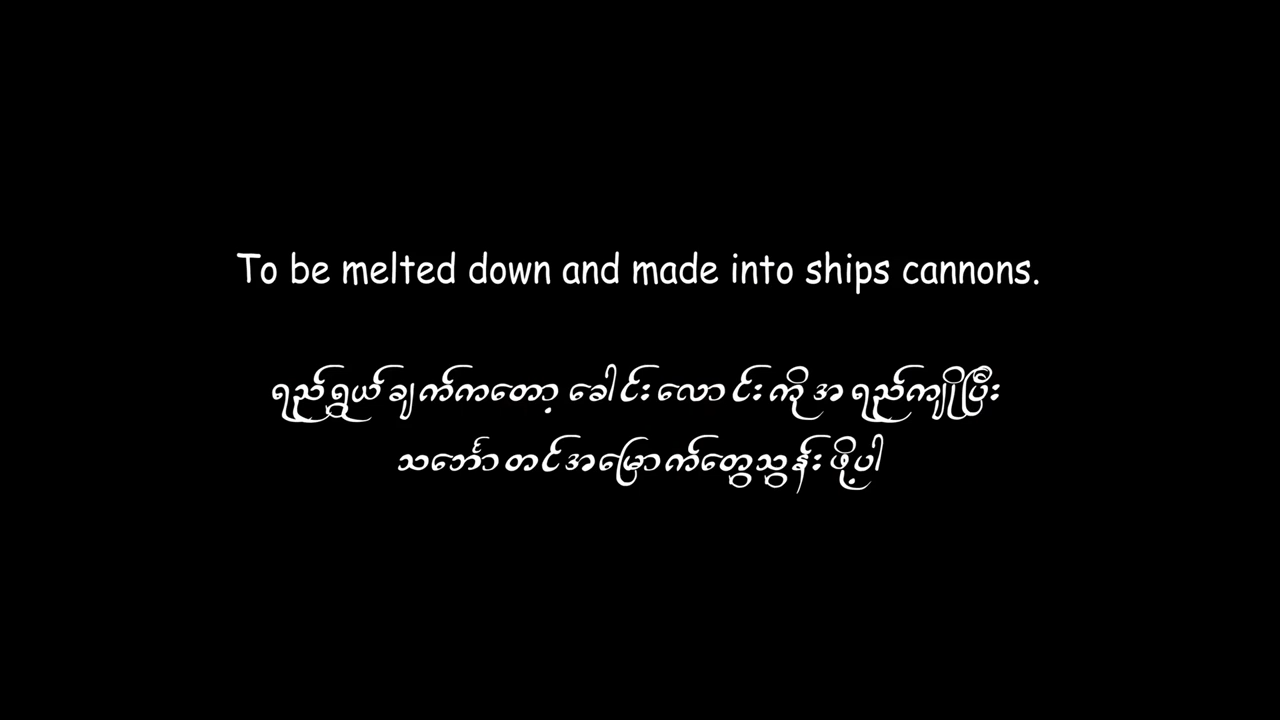 To be melted down and made into ships cannons.
ရည်ရွယ်ချက်ကတော့ ခေါင်းလောင်းကို အရည်ကျိုပြီး
သင်္ဘောတင်အမြောက်တွေသွန်းဖို့ပါ